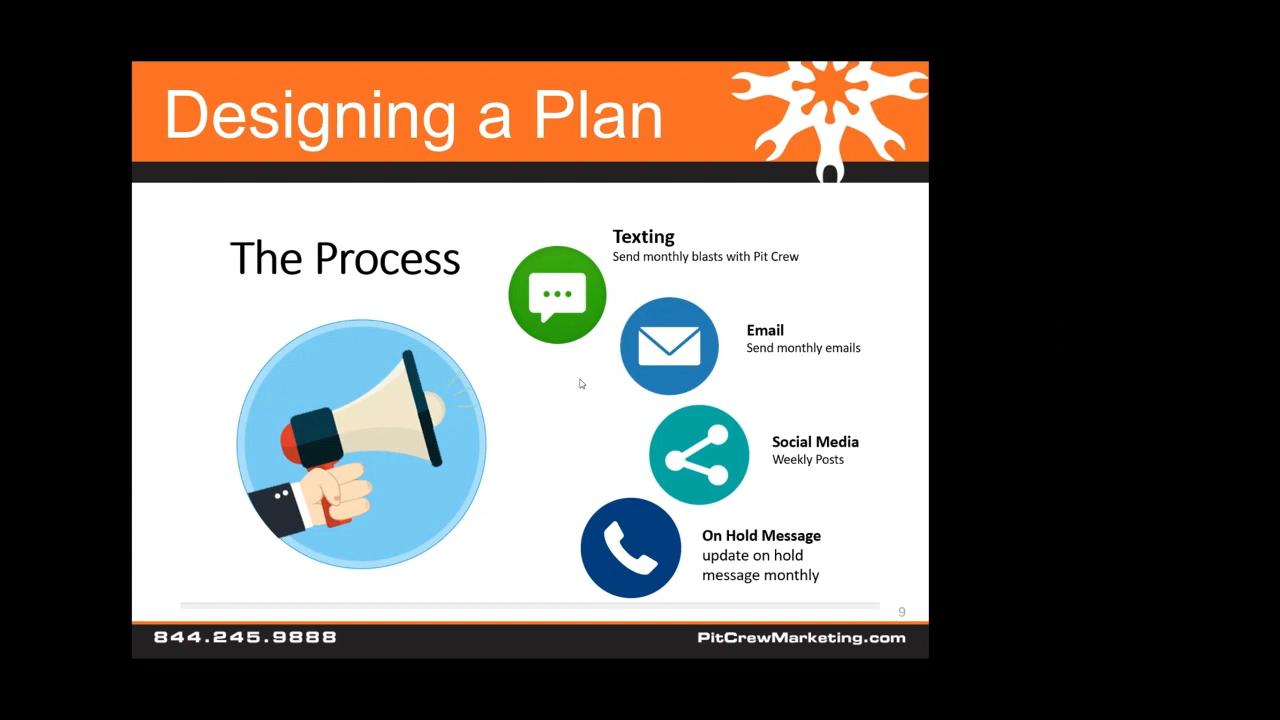 Designing a Plan
The Process
Texting
Send monthly blasts with Pit Crew
Email
Send monthly emails
Social Media
Weekly Posts
On Hold Message
update on hold
message monthly
9
844.245.9888
PitCrewMarketing.com